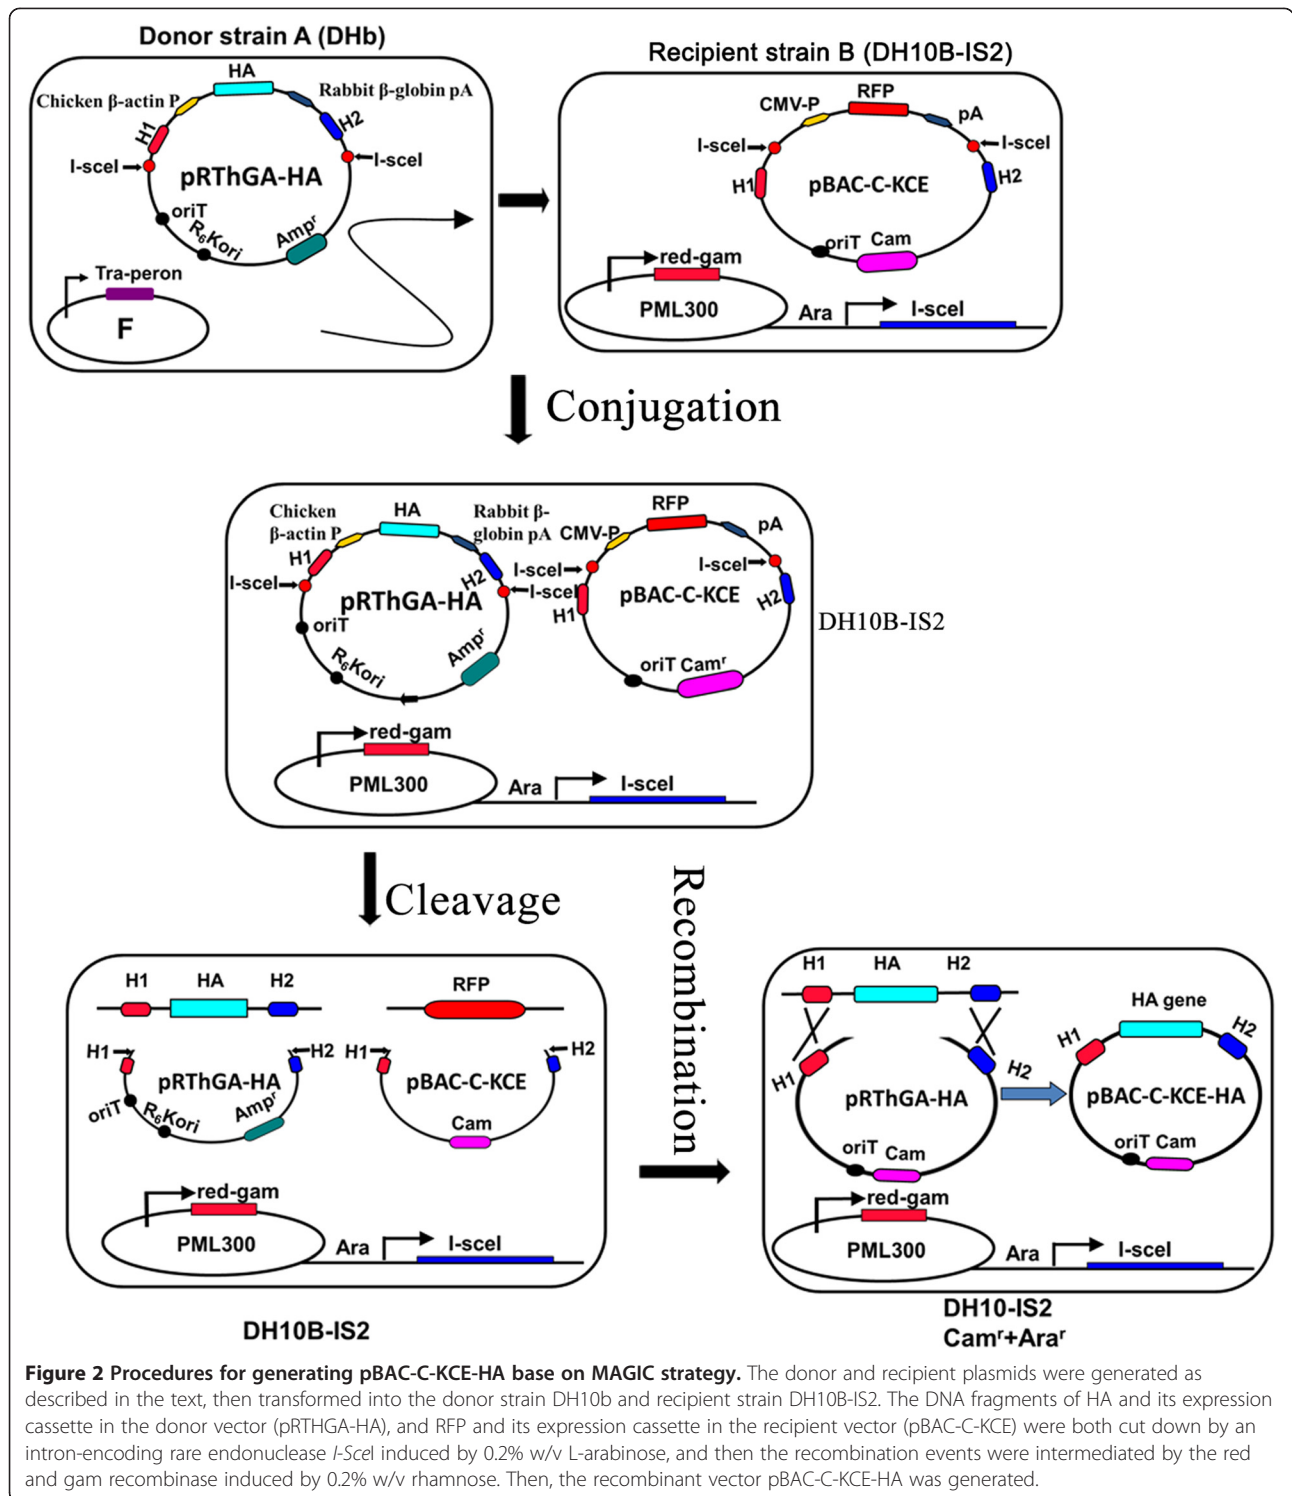 Donor strain A (DHb)
HA
Chicken β-actin P
Rabbit β-globin pA
H1
H2
I-sceI
I-sceI
pRThGA-HA
oriT
R6Kori
Ampr
Tra-peron
F
Recipient strain B (DH10B-IS2)
RFP
CMV-P
pA
I-sceI
I-sceI
H1
H2
pBAC-C-KCE
oriT Cam
red-gam
PML300
Ara
I-sceI
Conjugation
Chicken
β-actin P
HA
Rabbit β-
globin pA
H1
H2
I-sceI
I-sceI
pRThGA-HA
oriT
R6Kori
Ampr
RFP
CMV-P
pA
I-sceI
I-sceI
H1
H2
pBAC-C-KCE
oriT Camr
DH10B-IS2
red-gam
PML300
Ara
I-sceI
Cleavage
Recombination
H1
HA
H2
RFP
H1
H2
pRThGA-HA
oriT
R6Kori
Ampr
H1
H2
pBAC-C-KCE
Cam
red-gam
PML300
Ara
I-sceI
DH10B-IS2
H1
HA
H2
H1
H2
pRThGA-HA
oriT
Cam
HA gene
H1
H2
pBAC-C-KCE-HA
oriT Cam
red-gam
PML300
Ara
I-sceI
DH10-IS2
Camr+Arar
Figure 2 Procedures for generating pBAC-C-KCE-HA base on MAGIC strategy. The donor and recipient plasmids were generated as
described in the text, then transformed into the donor strain DH10b and recipient strain DH10B-IS2. The DNA fragments of HA and its expression
cassette in the donor vector (pRTHGA-HA), and RFP and its expression cassette in the recipient vector (pBAC-C-KCE) were both cut down by an
intron-encoding rare endonuclease I-SceI induced by 0.2% w/v L-arabinose, and then the recombination events were intermediated by the red
and gam recombinase induced by 0.2% w/v rhamnose. Then, the recombinant vector pBAC-C-KCE-HA was generated.